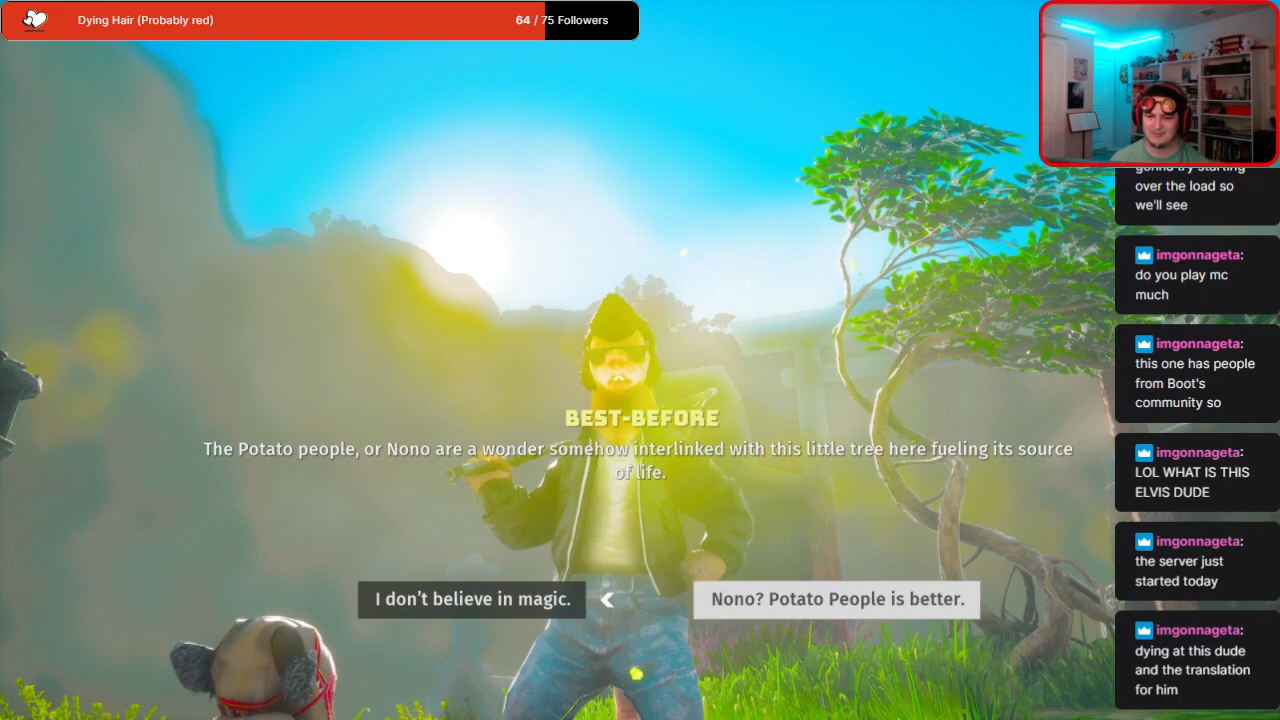 Dying Hair (Probably red)
64 / 75 Followers
over the load so
we'll see
imgonnageta:
do you play mc
much
imgonnageta:
this one has people
from Boot's
community so
imgonnageta:
LOL WHAT IS THIS
ELVIS DUDE
imgonnageta:
the server just
started today
imgonnageta:
dying at this dude
and the translation
for him
BEST-BEFORE
The Potato people, or Nono are a wonder somehow interlinked with this little tree here fueling its source
of life.
I don't believe in magic.
Nono? Potato People is better.